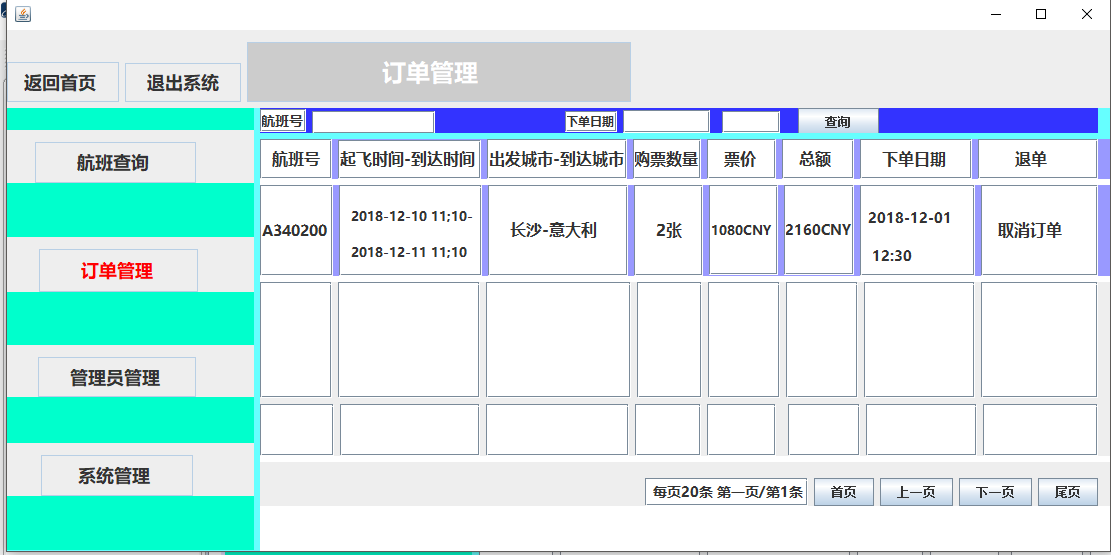 订单管理
返回首页 退出系统
航班号 下单日期 查询
航班查询
订单管理
管理员管理
系统管理
航班号 起飞时间-到达时间 出发城市-到达城市 购票数量 票价 总额 下单日期 退单
A340200 2018-12-10 11;10- 长沙-意大利 2张 1080CNY 2160CNY 2018-12-01 取消订单
2018-12-11 11;10 12:30
每页20条 第一页/第1条 首页 上一页 下一页 尾页